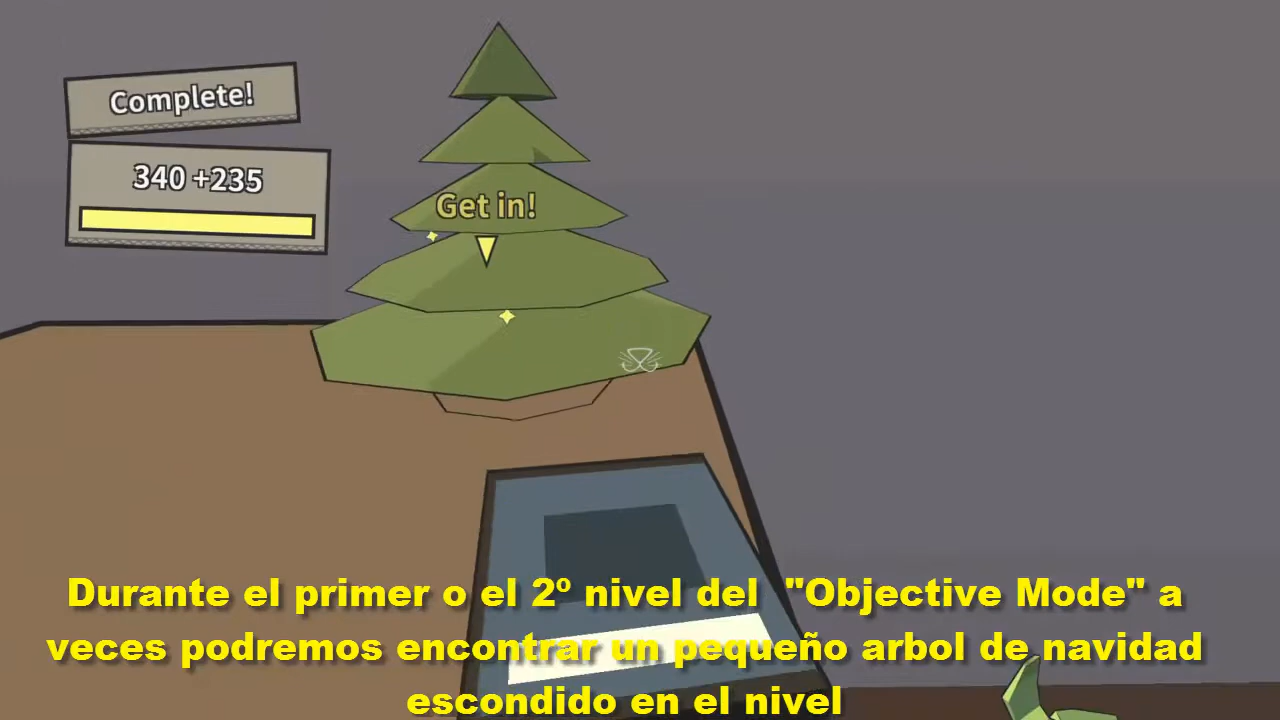 Complete!
340 +235
Get in!
Durante el primer o el 2º nivel del "Objective Mode" a
veces podremos encontrar un pequeño arbol de navidad
escondido en el nivel